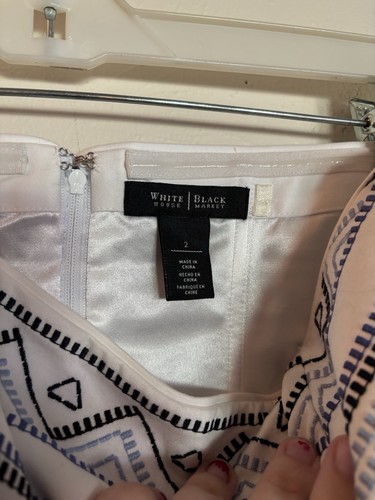 WHITE | BLACK
HOUSE | MARKET
2
MADE IN
CHINA
HECHO EN
CHINA
FABRIQUÉ EN
CHINE